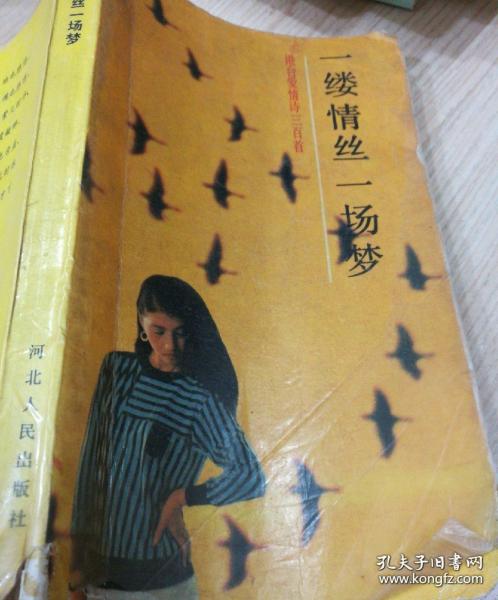 一缕情丝一场梦
港台爱情诗三百首
丝一场梦
河北人民出版社
孔夫子旧书网
www.kongfz.com